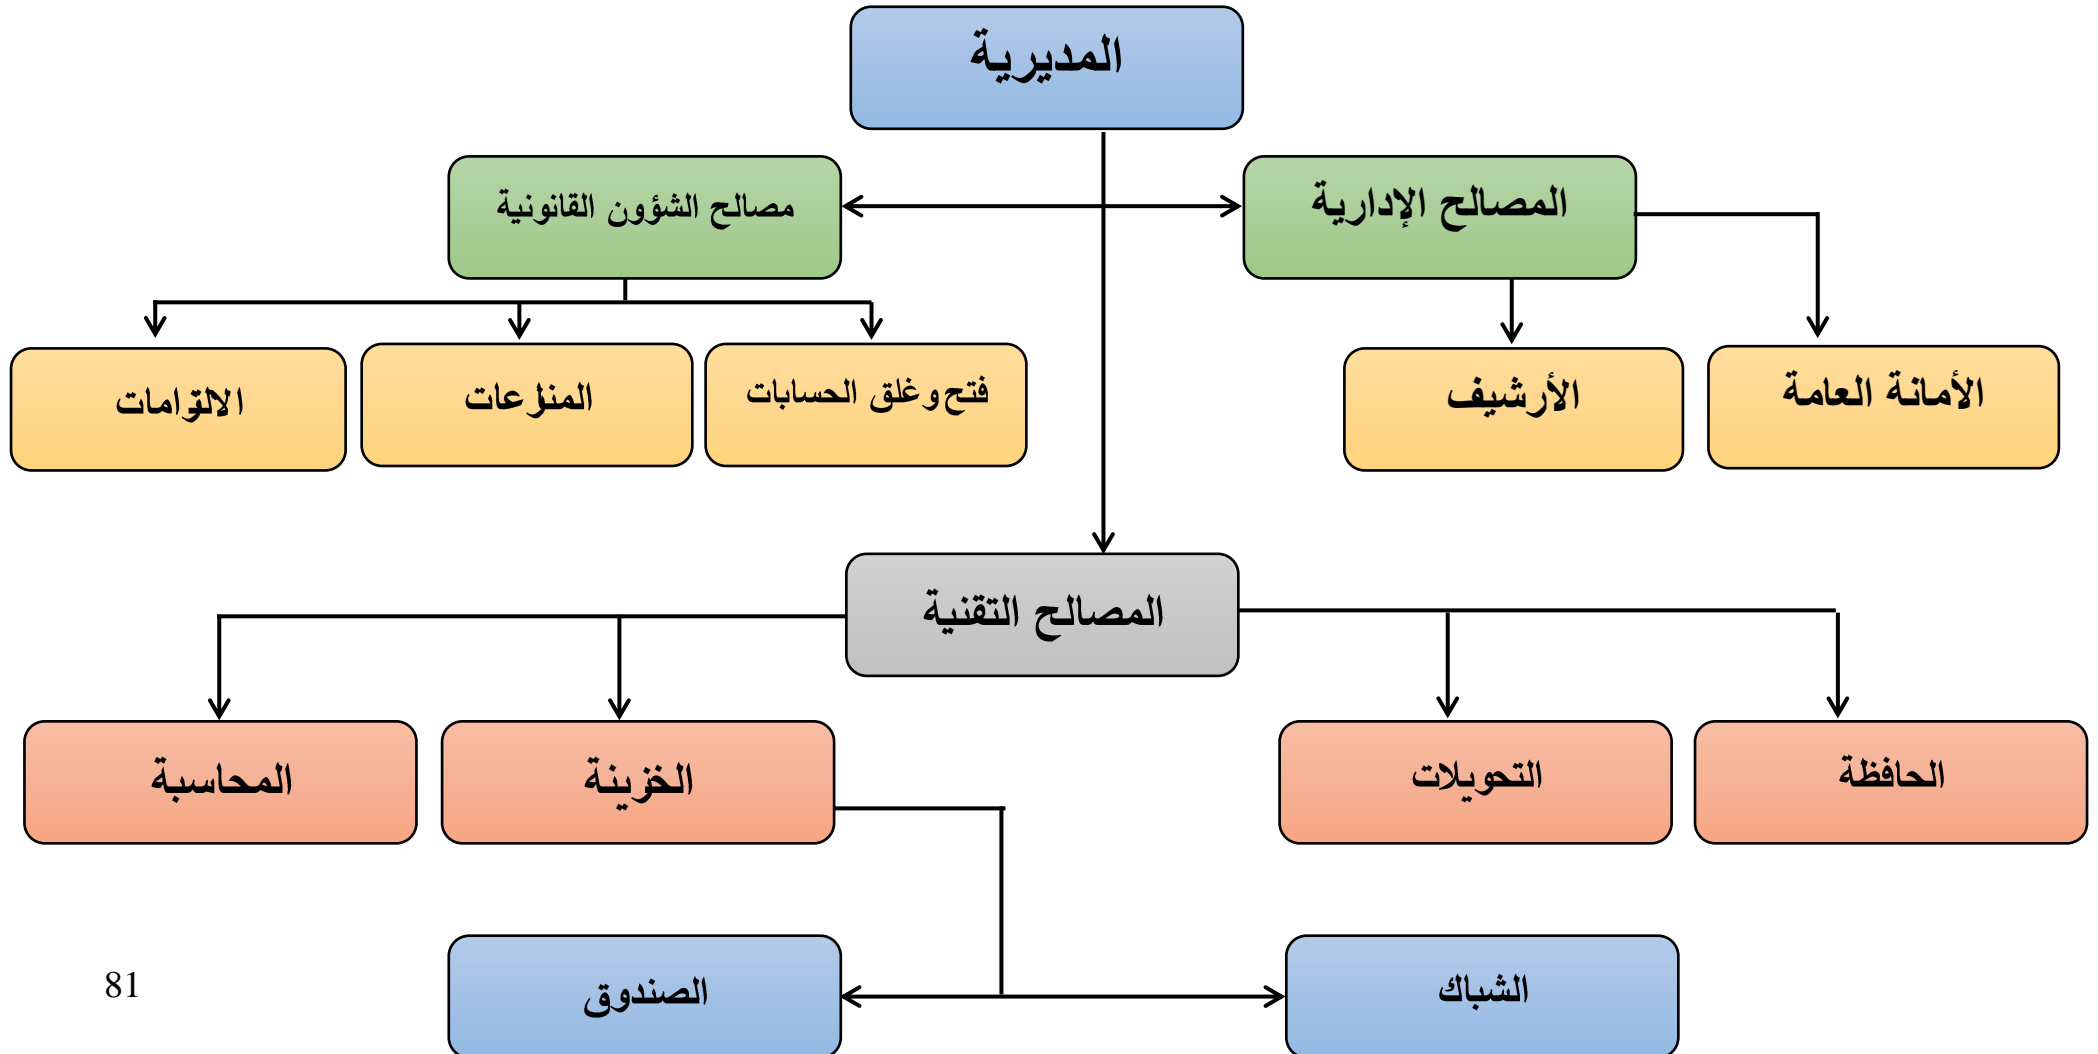 المديرية
المصالح الإدارية
مصالح الشؤون القانونية
الأمانة العامة
الأرشيف
فتح وغلق الحسابات
المنازعات
الالتزامات
المصالح التقنية
الحافظة
التحويلات
الخزينة
المحاسبة
الشباك
الصندوق
81